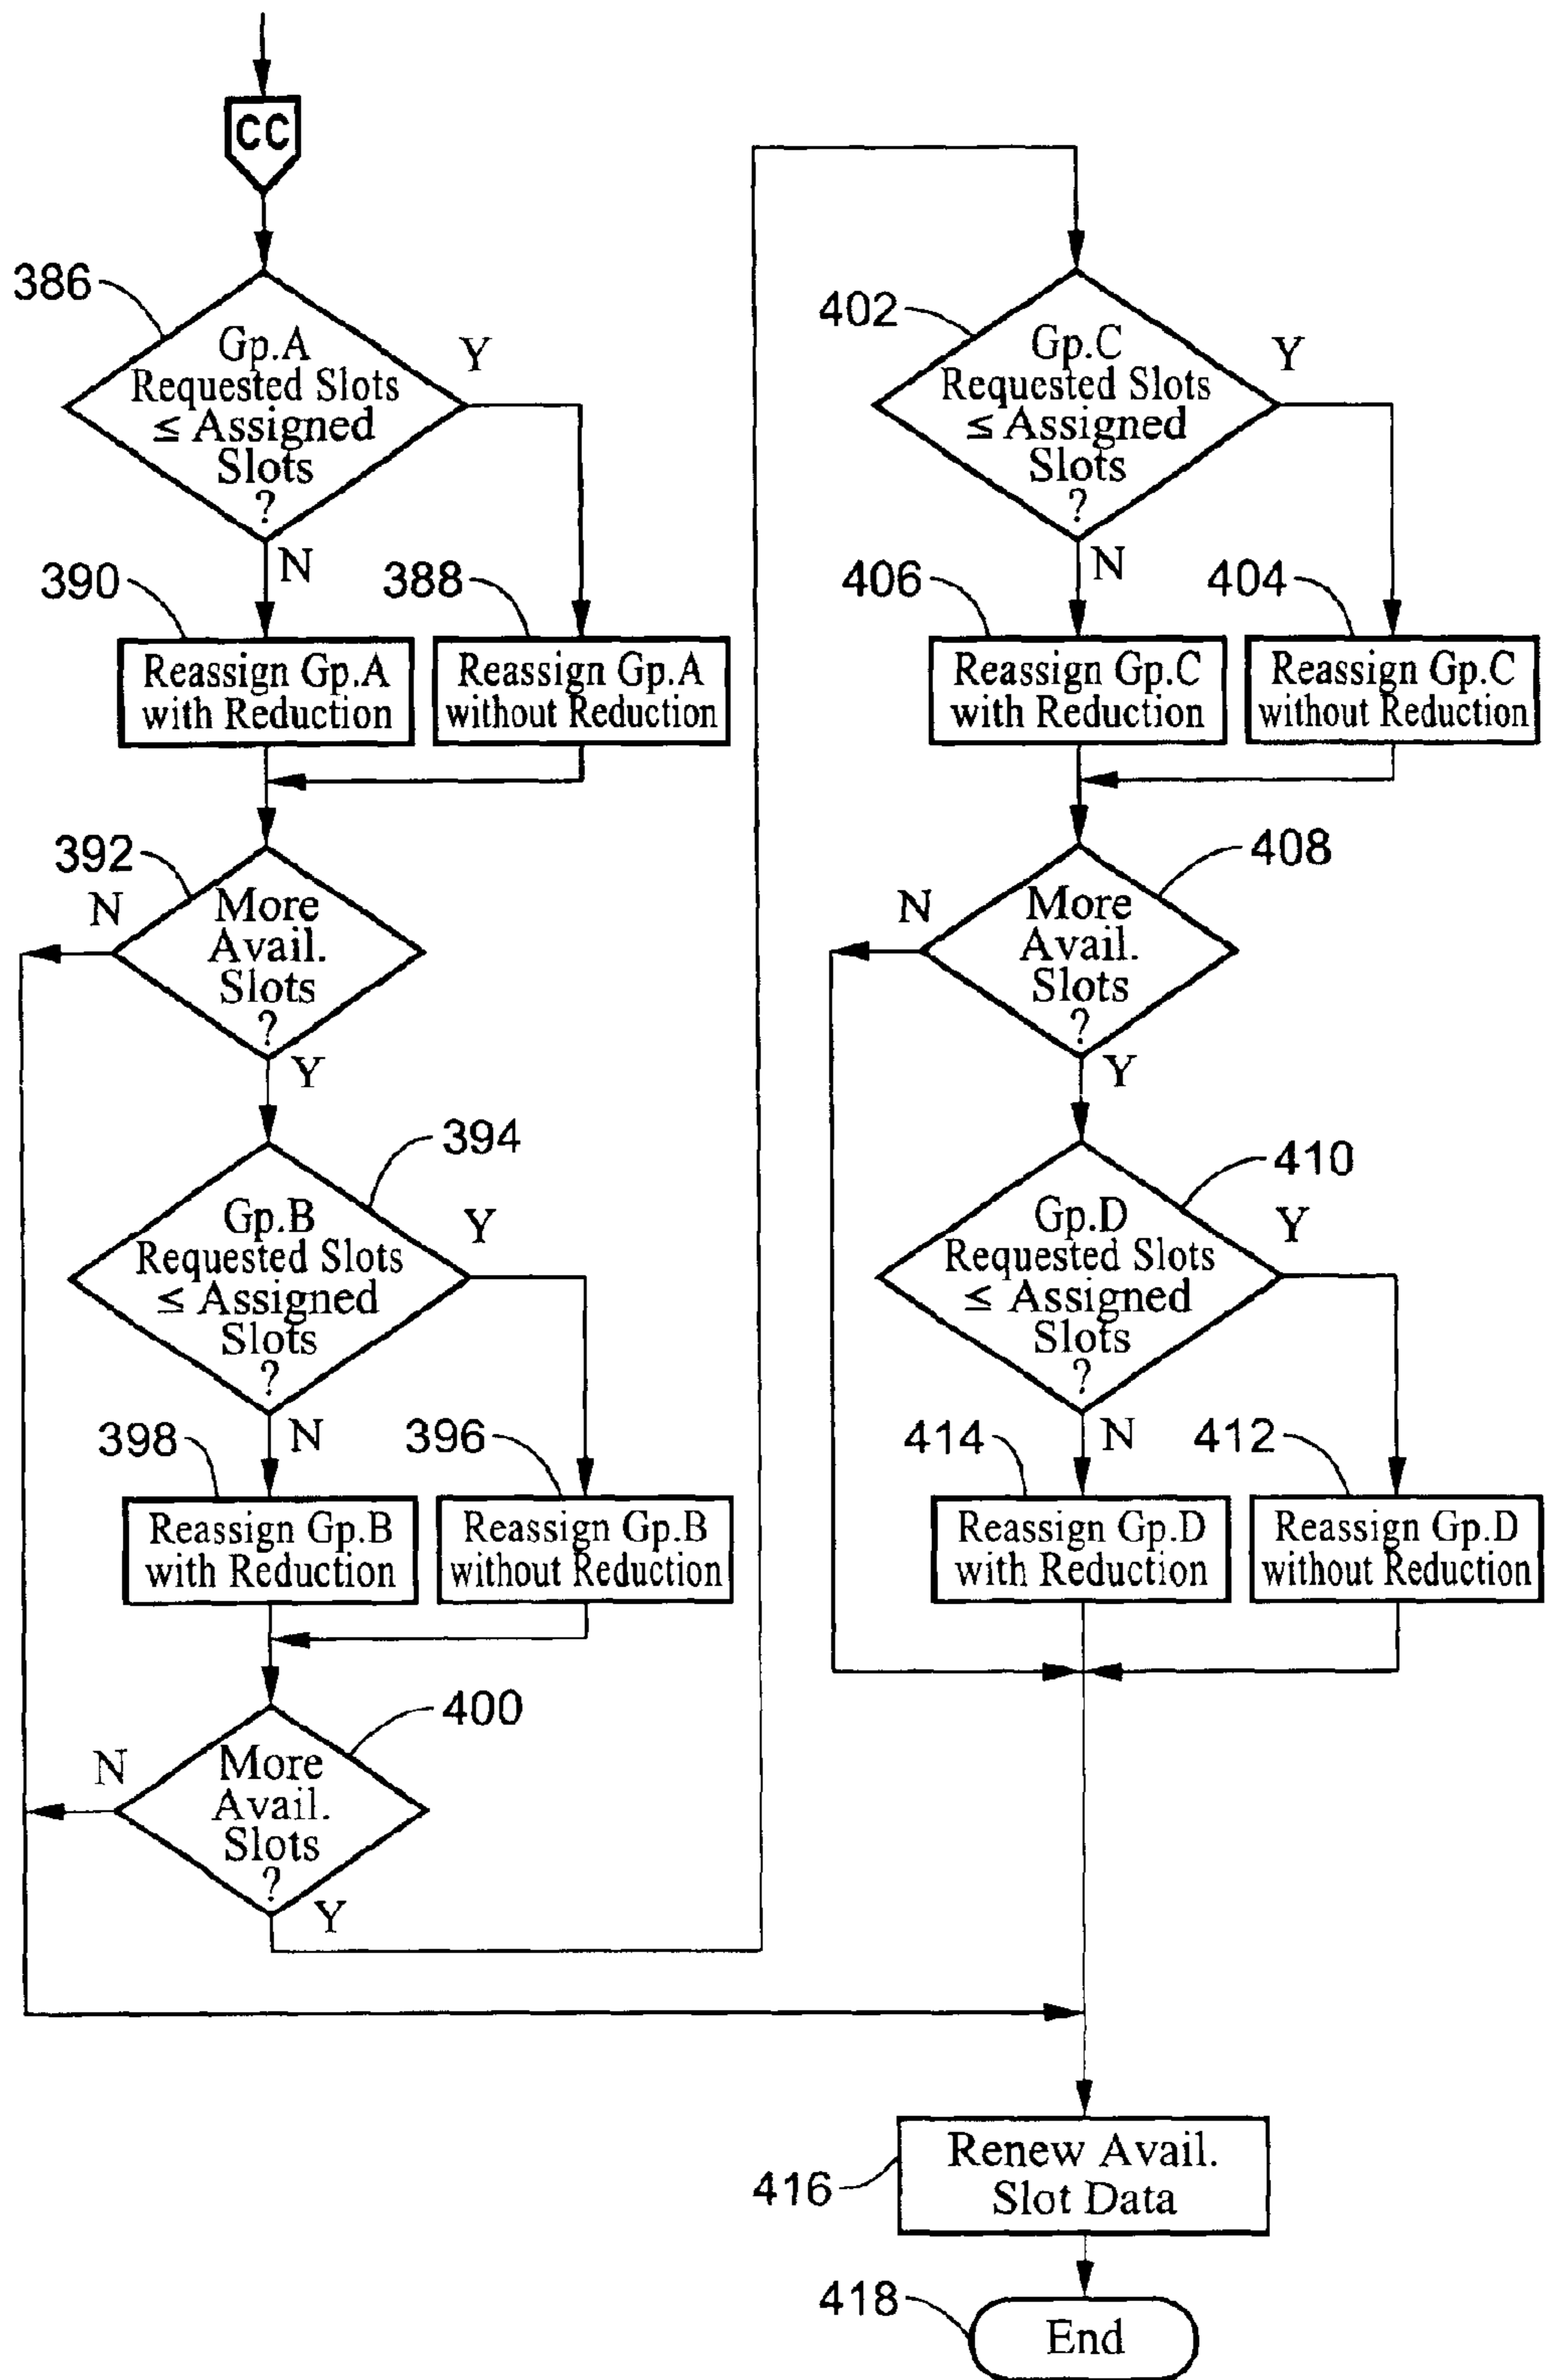 CC
386
Gp.A
Requested Slots
≤ Assigned
Slots
?
Y
N
390
388
Reassign Gp.A
with Reduction
Reassign Gp.A
without Reduction
392
N
More
Avail.
Slots
?
Y
394
Gp.B
Requested Slots
≤ Assigned
Slots
?
Y
N
398
396
Reassign Gp.B
with Reduction
Reassign Gp.B
without Reduction
400
N
More
Avail.
Slots
?
Y
402
Gp.C
Requested Slots
≤ Assigned
Slots
?
Y
N
406
404
Reassign Gp.C
with Reduction
Reassign Gp.C
without Reduction
408
N
More
Avail.
Slots
?
Y
410
Gp.D
Requested Slots
≤ Assigned
Slots
?
Y
N
414
412
Reassign Gp.D
with Reduction
Reassign Gp.D
without Reduction
416
Renew Avail.
Slot Data
418
End